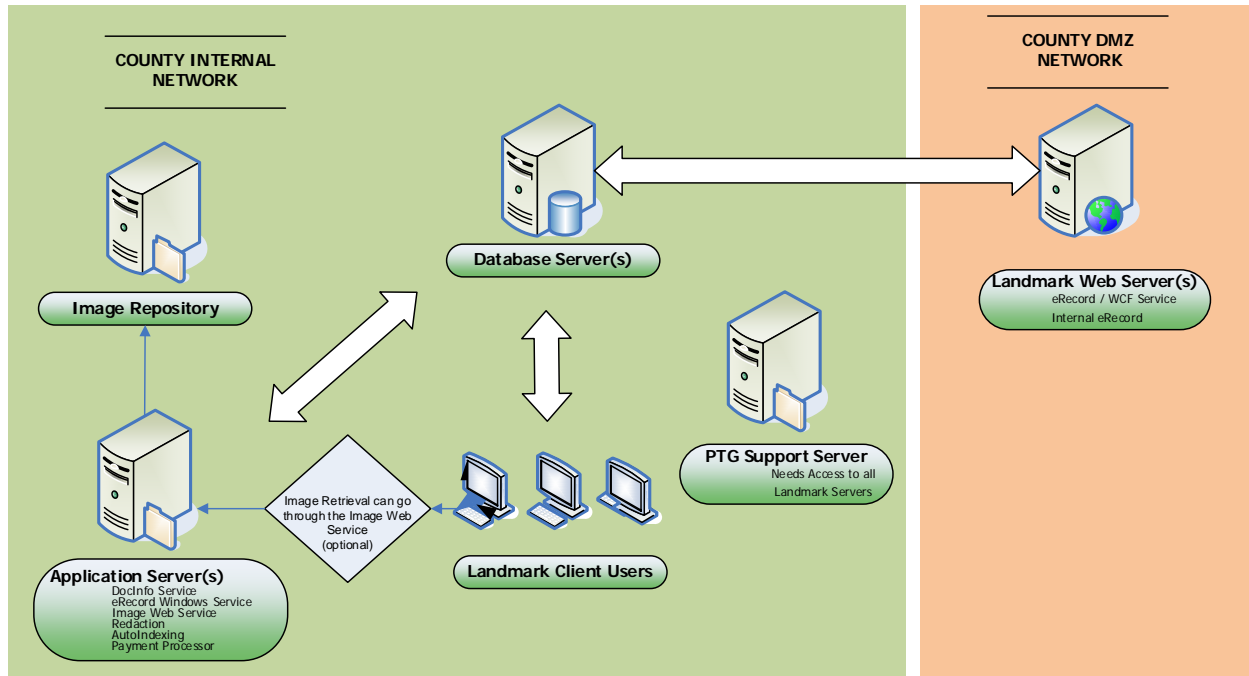 COUNTY INTERNAL
NETWORK
COUNTY DMZ
NETWORK
Image Repository
Database Server(s)
Landmark Web Server(s)
eRecord / WCF Service
Internal eRecord
PTG Support Server
Needs Access to all
Landmark Servers
Image Retrieval can go
through the Image Web
Service
(optional)
Landmark Client Users
Application Server(s)
DocInfo Service
eRecord Windows Service
Image Web Service
Redaction
AutoIndexing
Payment Processor